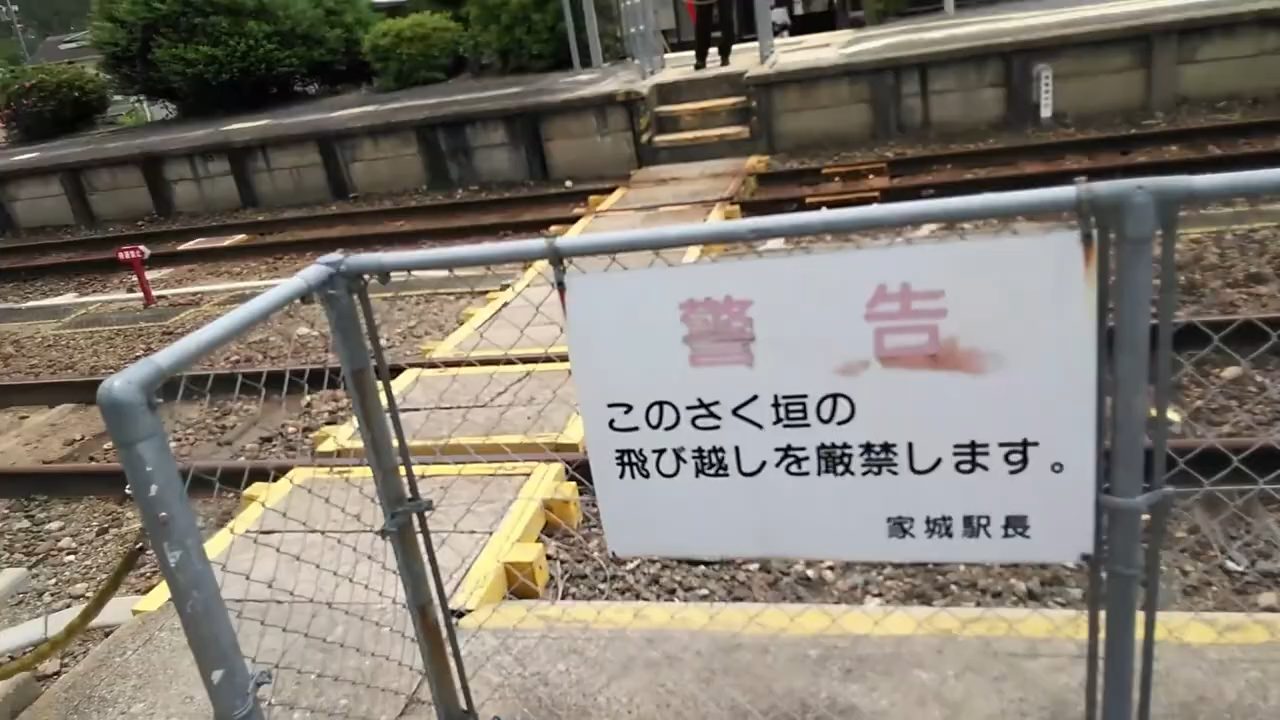 警告
このさく垣の
飛び越しを厳禁します。
家城駅長